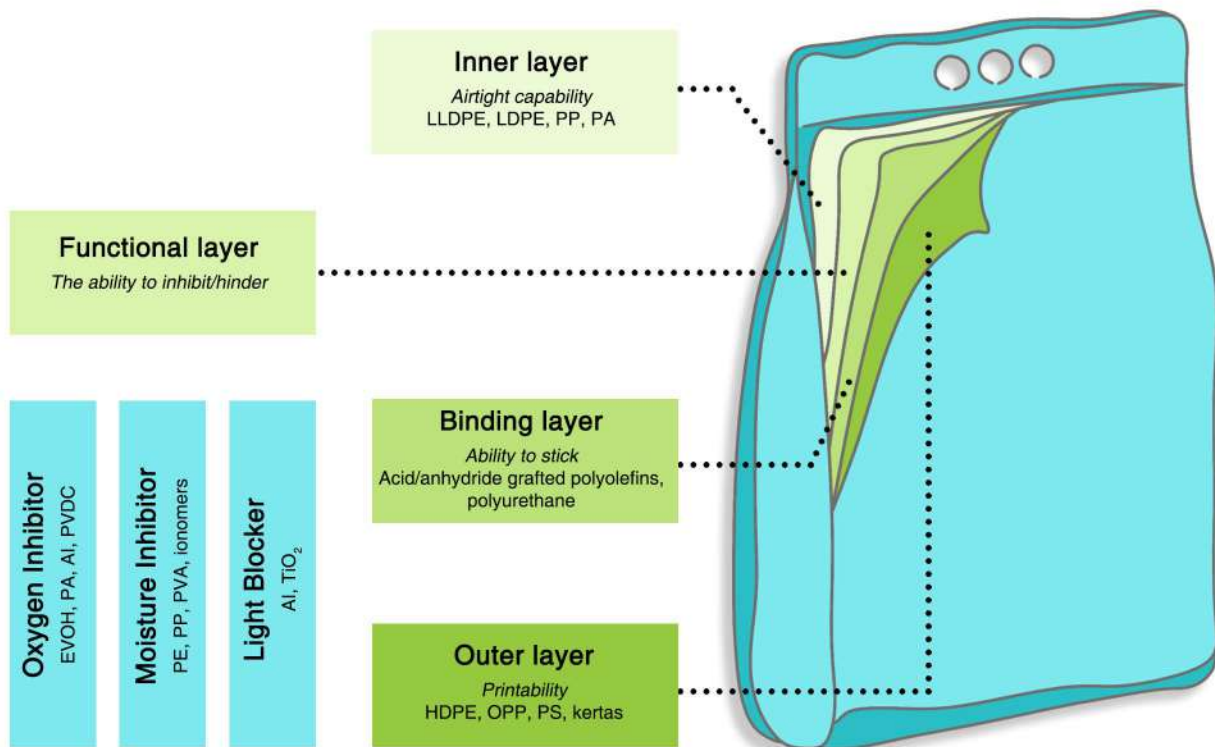 Inner layer
Airtight capability
LLDPE, LDPE, PP, PA
Functional layer
The ability to inhibit/hinder
Oxygen Inhibitor
EVOH, PA, Al, PVDC
Moisture Inhibitor
PE, PP, PVA, ionomers
Light Blocker
Al, TiO₂
Binding layer
Ability to stick
Acid/anhydride grafted polyolefins,
polyurethane
Outer layer
Printability
HDPE, OPP, PS, kertas